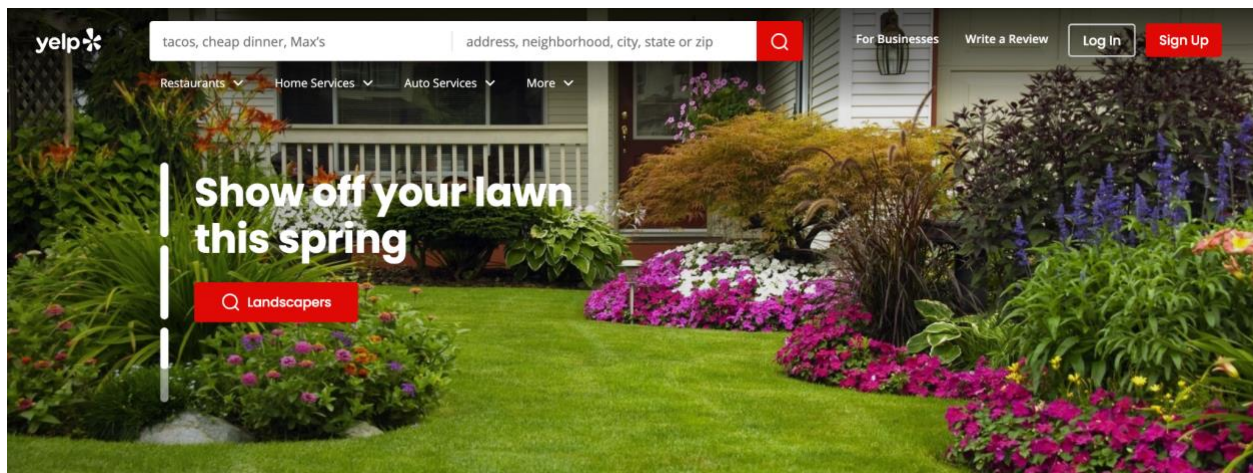 yelp
tacos, cheap dinner, Max's
address, neighborhood, city, state or zip
For Businesses
Write a Review
Log In
Sign Up
Restaurants
Home Services
Auto Services
More
Show off your lawn
this spring
Landscapers